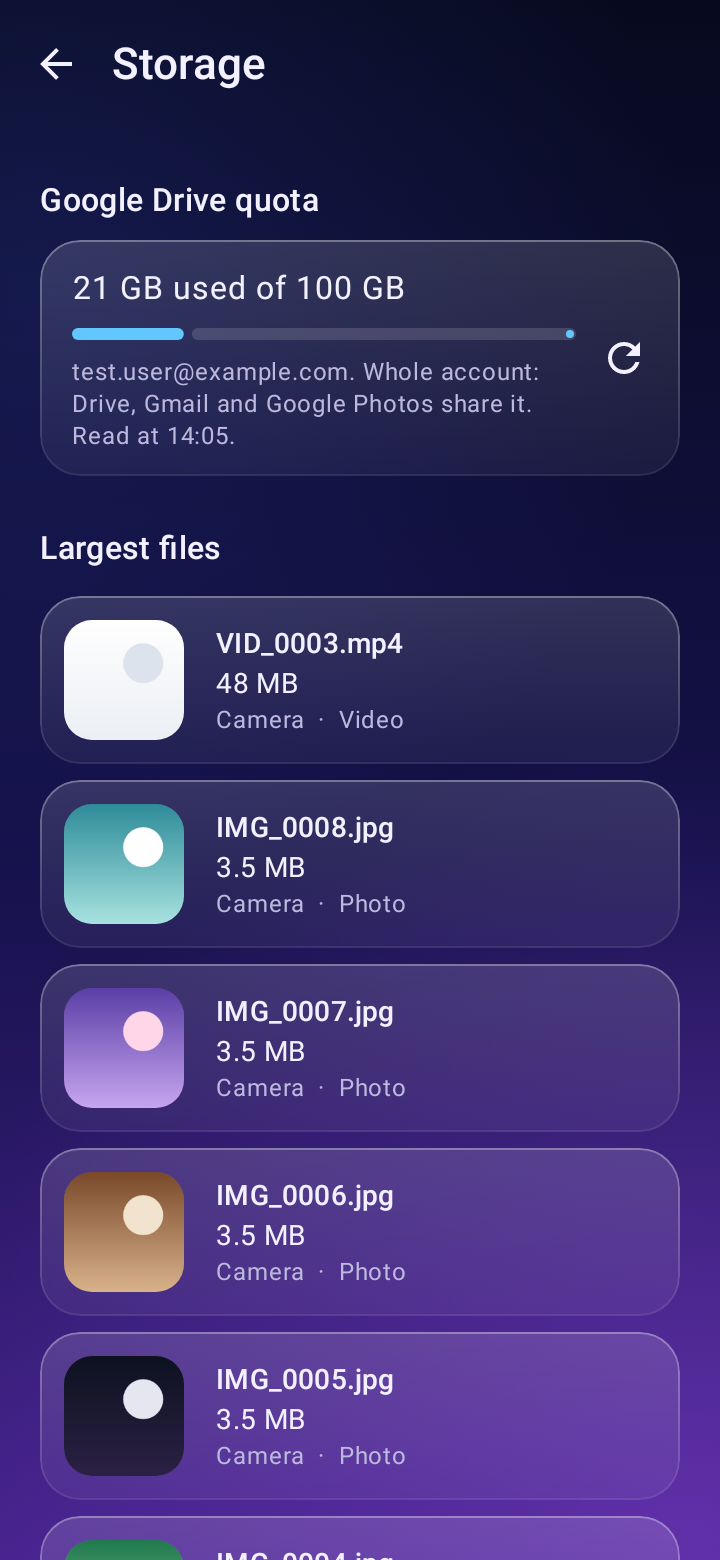 Storage
Google Drive quota
21 GB used of 100 GB
test.user@example.com. Whole account:
Drive, Gmail and Google Photos share it.
Read at 14:05.
Largest files
VID_0003.mp4
48 MB
Camera · Video
IMG_0008.jpg
3.5 MB
Camera · Photo
IMG_0007.jpg
3.5 MB
Camera · Photo
IMG_0006.jpg
3.5 MB
Camera · Photo
IMG_0005.jpg
3.5 MB
Camera · Photo